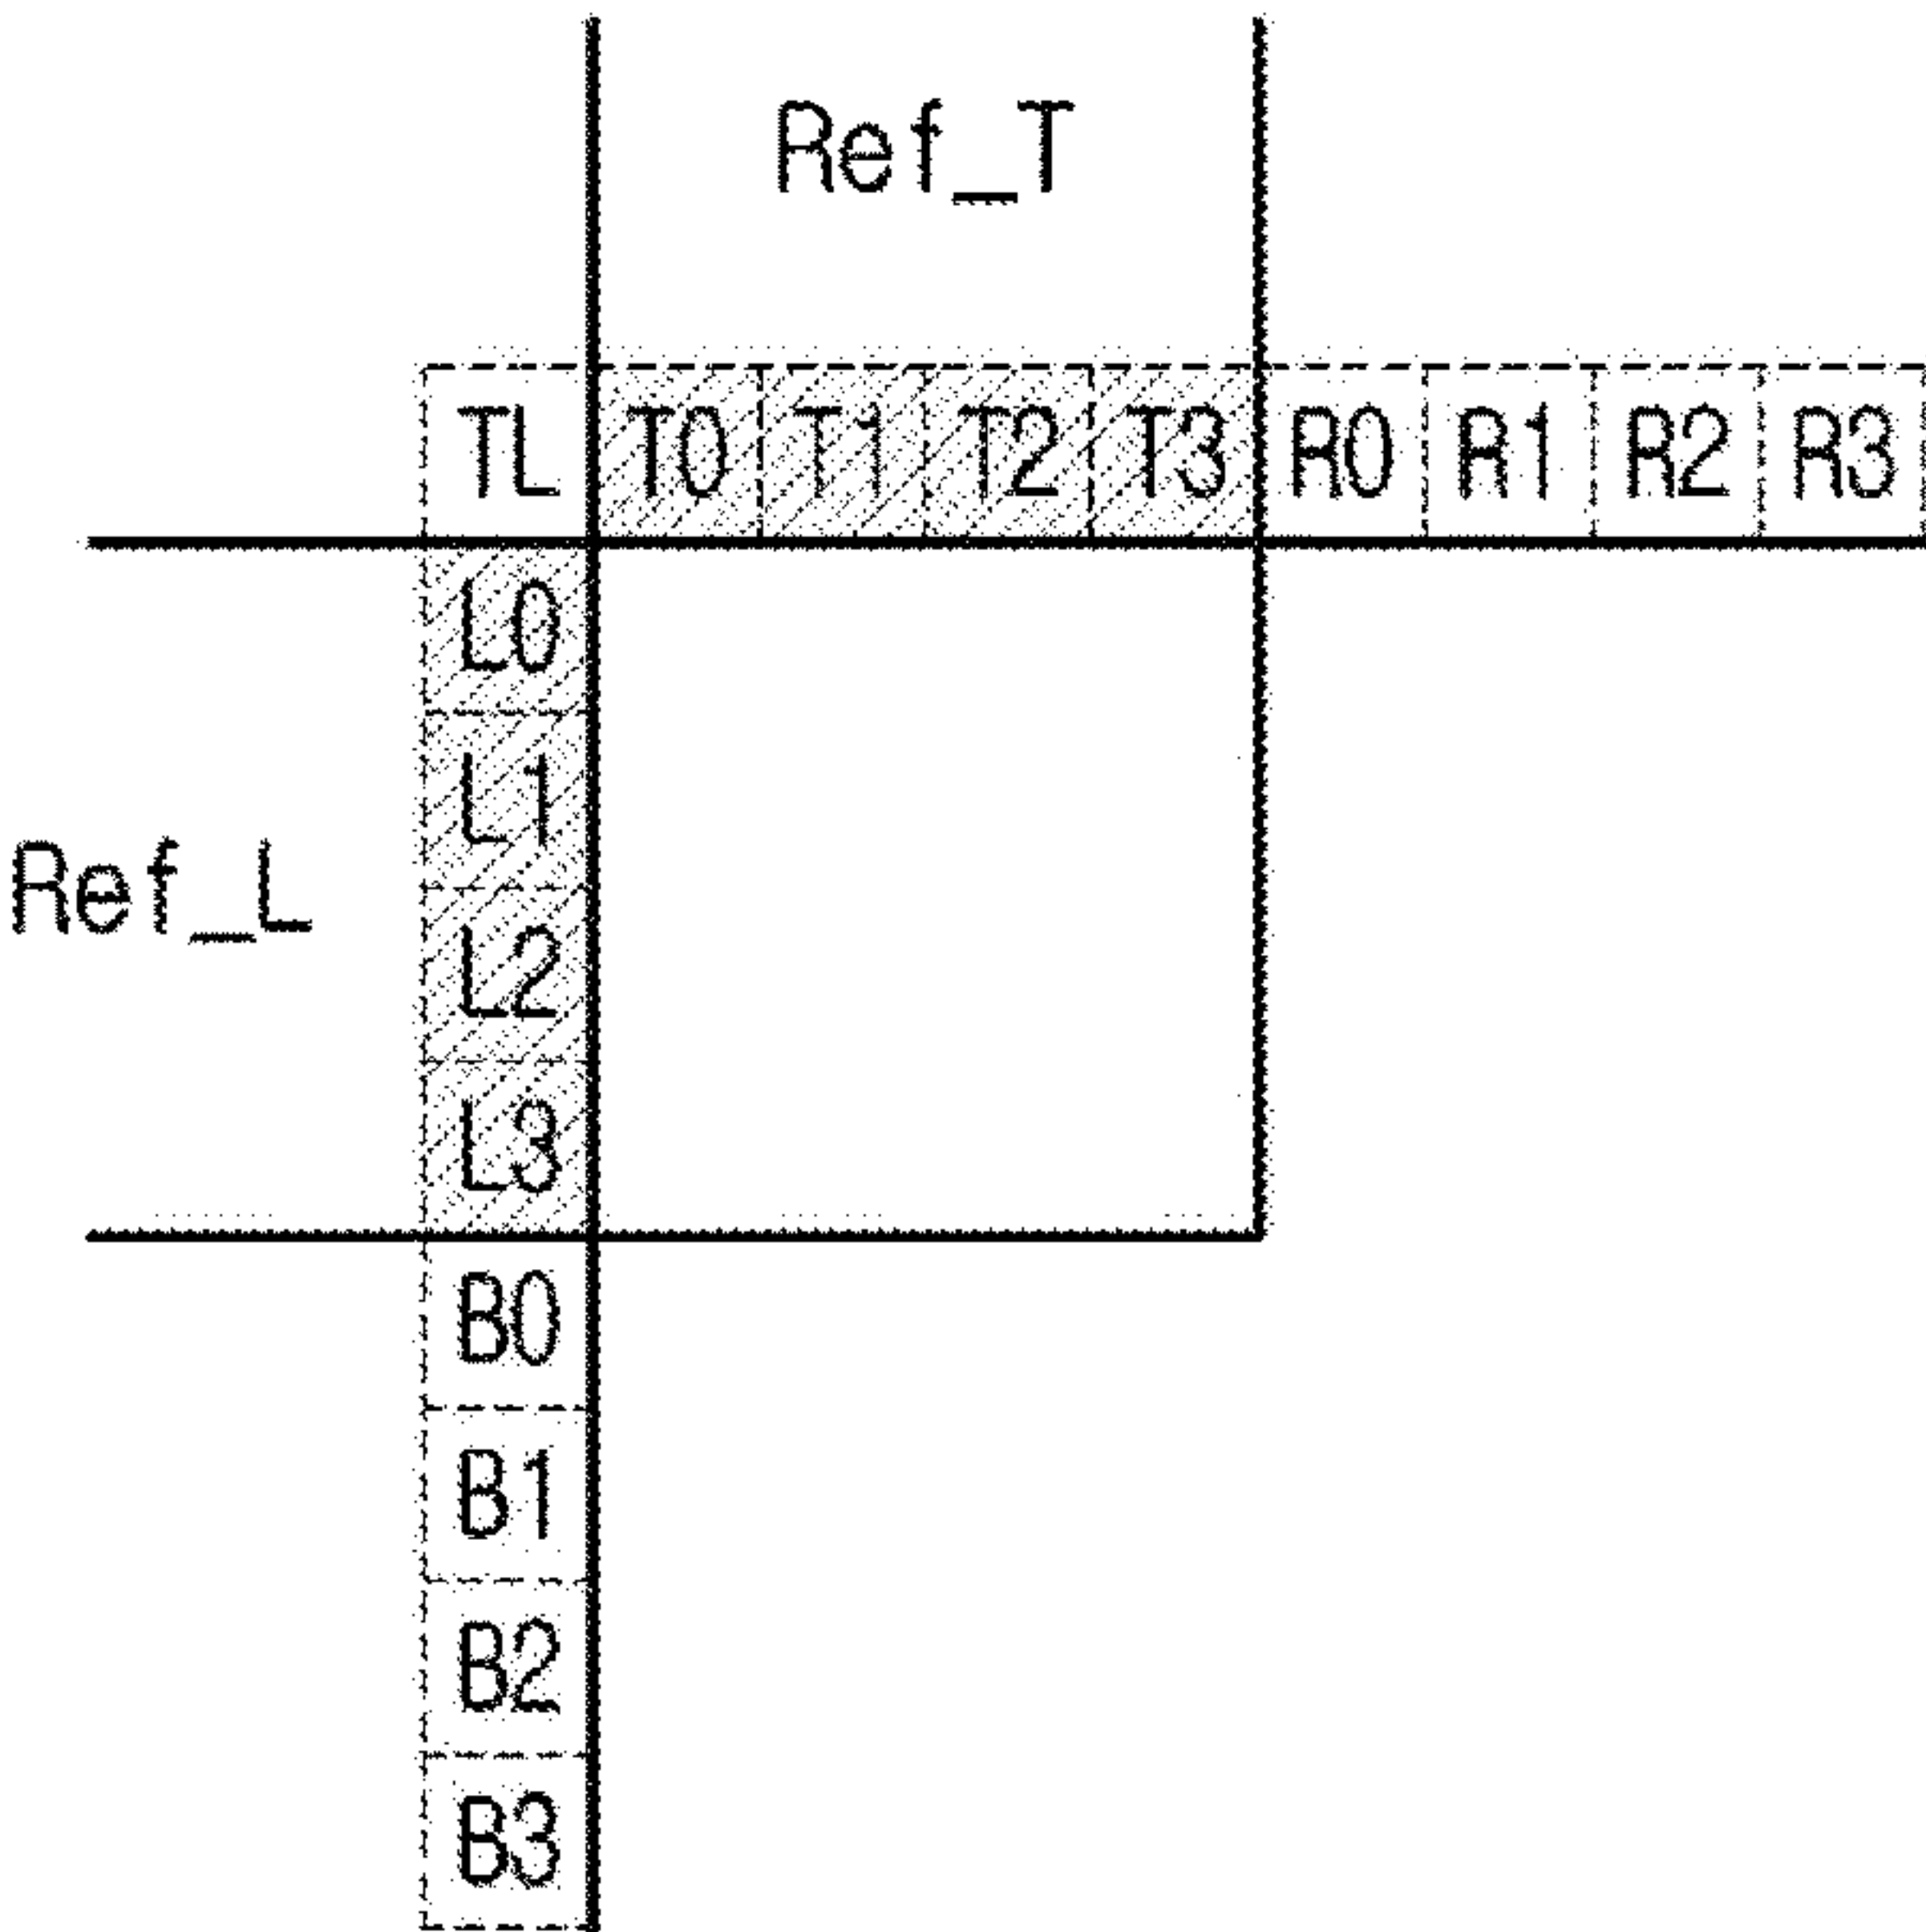 Ref_T
TL T0 T1 T2 T3 R0 R1 R2 R3
L0
L1
Ref_L
L2
L3
B0
B1
B2
B3